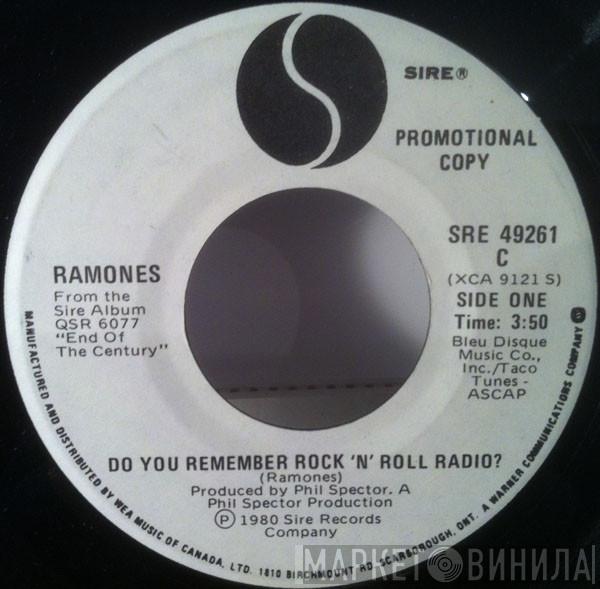 SIRE®
PROMOTIONAL
COPY
SRE 49261
C
(XCA 9121 S)
SIDE ONE
Time: 3:50
Bleu Disque
Music Co.,
Inc./Taco
Tunes -
ASCAP
RAMONES
From the
Sire Album
QSR 6077
"End Of
The Century"
DO YOU REMEMBER ROCK 'N' ROLL RADIO?
(Ramones)
Produced by Phil Spector. A
Phil Spector Production
Ⓟ 1980 Sire Records
Company
MANUFACTURED AND DISTRIBUTED BY WEA MUSIC OF CANADA, LTD. 1810 BIRCHMOUNT RD. SCARBOROUGH, ONT. A WARNER COMMUNICATIONS COMPANY
МАРКЕТ ВИНИЛА